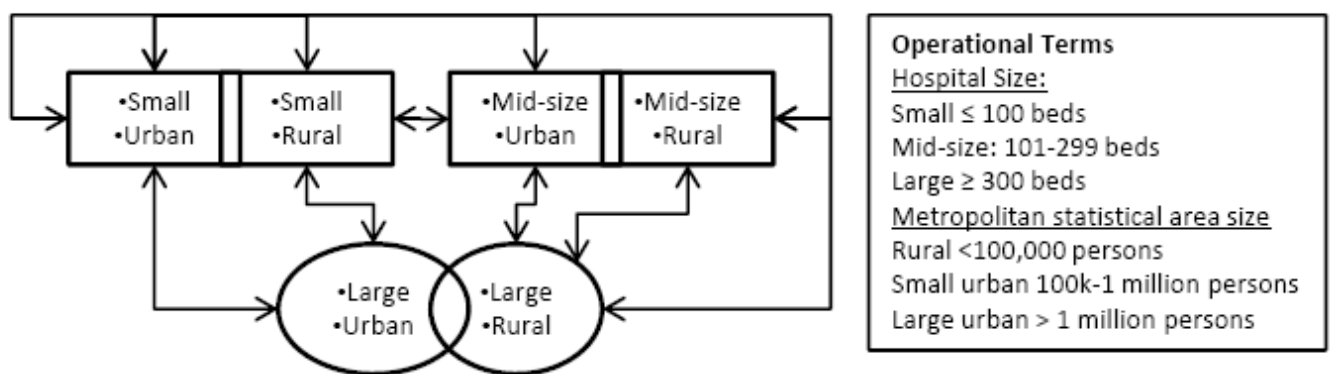 •Small
•Urban
•Small
•Rural
•Mid-size
•Urban
•Mid-size
•Rural
•Large
•Urban
•Large
•Rural
Operational Terms
Hospital Size:
Small ≤ 100 beds
Mid-size: 101-299 beds
Large ≥ 300 beds
Metropolitan statistical area size
Rural <100,000 persons
Small urban 100k-1 million persons
Large urban > 1 million persons